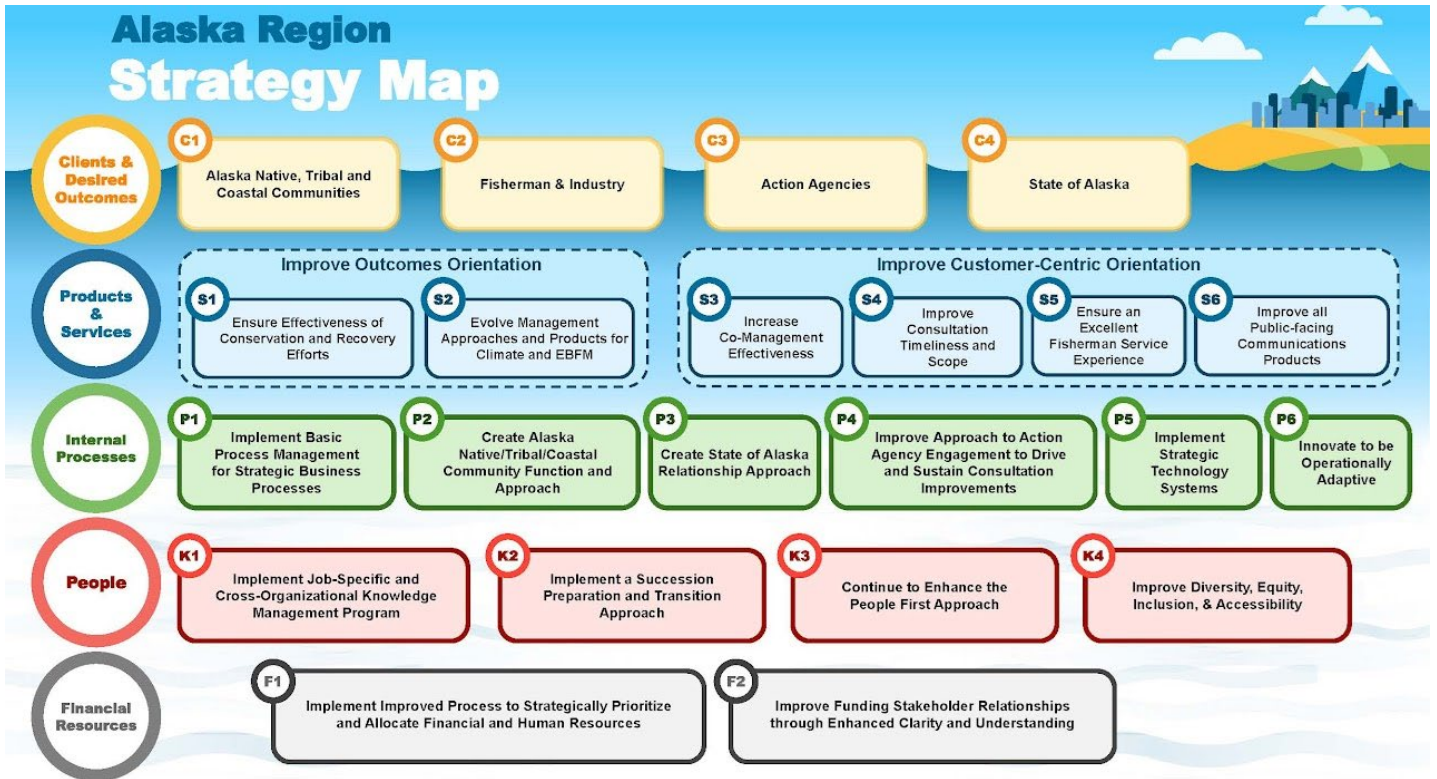 Alaska Region
Strategy Map
Clients &
Desired
Outcomes
C1
Alaska Native, Tribal and
Coastal Communities
C2
Fisherman & Industry
C3
Action Agencies
C4
State of Alaska
Products
&
Services
Improve Outcomes Orientation
S1
Ensure Effectiveness of
Conservation and Recovery
Efforts
S2
Evolve Management
Approaches and Products for
Climate and EBFM
Improve Customer-Centric Orientation
S3
Increase
Co-Management
Effectiveness
S4
Improve
Consultation
Timeliness and
Scope
S5
Ensure an
Excellent
Fisherman Service
Experience
S6
Improve all
Public-facing
Communications
Products
Internal
Processes
P1
Implement Basic
Process Management
for Strategic Business
Processes
P2
Create Alaska
Native/Tribal/Coastal
Community Function and
Approach
P3
Create State of Alaska
Relationship Approach
P4
Improve Approach to Action
Agency Engagement to Drive
and Sustain Consultation
Improvements
P5
Implement
Strategic
Technology
Systems
P6
Innovate to be
Operationally
Adaptive
People
K1
Implement Job-Specific and
Cross-Organizational Knowledge
Management Program
K2
Implement a Succession
Preparation and Transition
Approach
K3
Continue to Enhance the
People First Approach
K4
Improve Diversity, Equity,
Inclusion, & Accessibility
Financial
Resources
F1
Implement Improved Process to Strategically Prioritize
and Allocate Financial and Human Resources
F2
Improve Funding Stakeholder Relationships
through Enhanced Clarity and Understanding